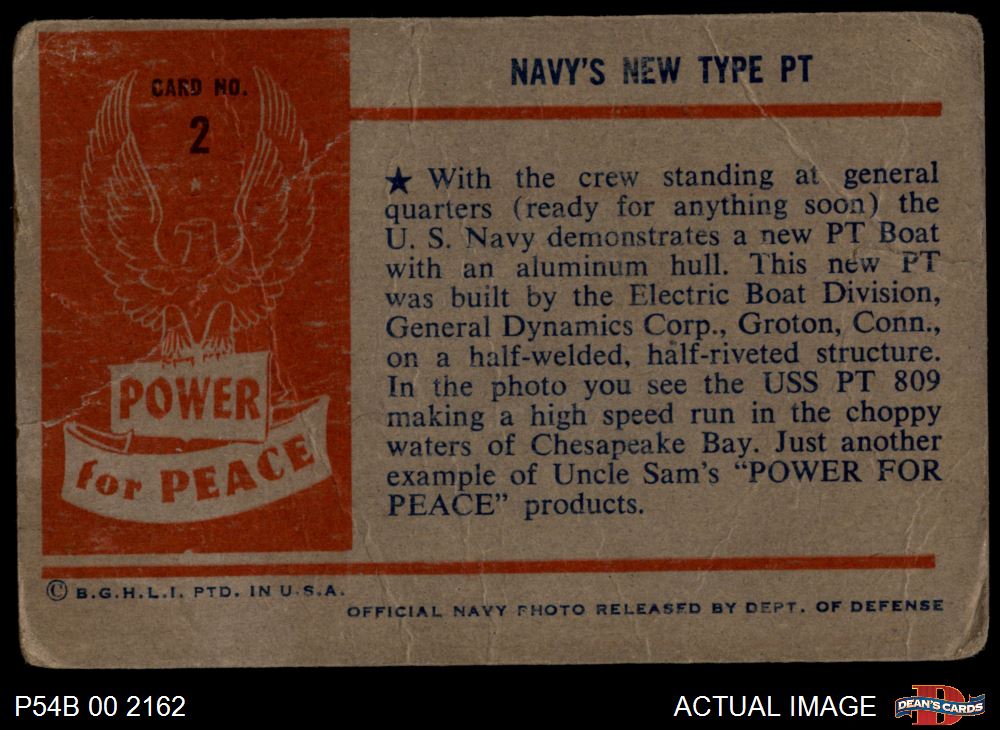 CARD NO.
2
POWER
for PEACE
NAVY'S NEW TYPE PT
★ With the crew standing at general
quarters (ready for anything soon) the
U. S. Navy demonstrates a new PT Boat
with an aluminum hull. This new PT
was built by the Electric Boat Division,
General Dynamics Corp., Groton, Conn.,
on a half-welded, half-riveted structure.
In the photo you see the USS PT 809
making a high speed run in the choppy
waters of Chesapeake Bay. Just another
example of Uncle Sam's “POWER FOR
PEACE” products.
© B.G.H.L.I. PTD. IN U.S.A.
OFFICIAL NAVY PHOTO RELEASED BY DEPT. OF DEFENSE
P54B 00 2162
ACTUAL IMAGE
DEAN'S CARDS